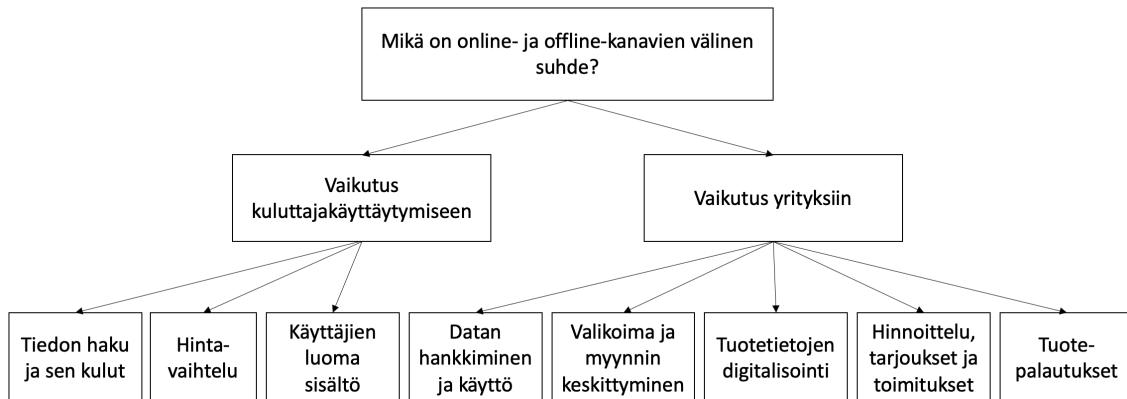 Mikä on online- ja offline-kanavien välinen
suhde?
Vaikutus
kuluttajakäyttäytymiseen
Vaikutus yrityksiin
Tiedon haku
ja sen kulut
Hinta-
vaihtelu
Käyttäjien
luoma
sisältö
Datan
hankkiminen
ja käyttö
Valikoima ja
myynnin
keskittyminen
Tuotetietojen
digitalisointi
Hinnoittelu,
tarjoukset ja
toimitukset
Tuote-
palautukset